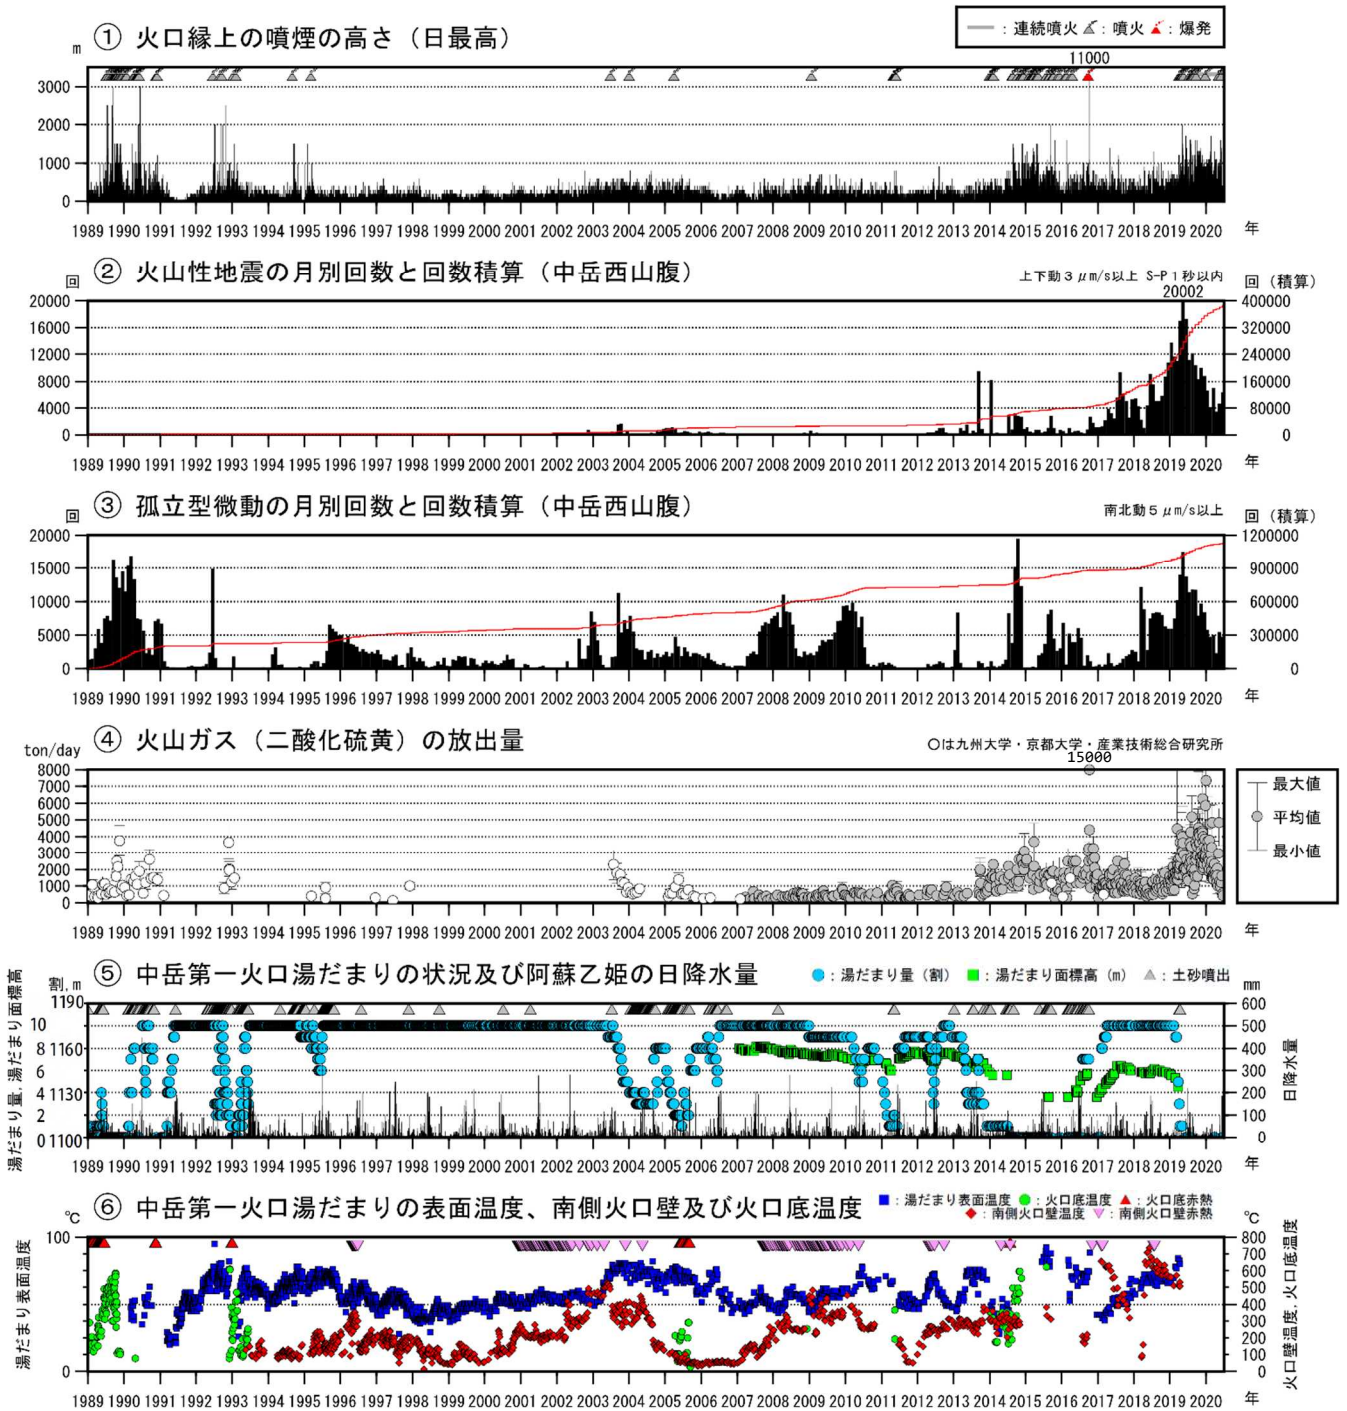 ① 火口縁上の噴煙の高さ（日最高）
━ : 連続噴火 : 噴火 : 爆発
m
11000
3000
2000
1000
0
1989 1990 1991 1992 1993 1994 1995 1996 1997 1998 1999 2000 2001 2002 2003 2004 2005 2006 2007 2008 2009 2010 2011 2012 2013 2014 2015 2016 2017 2018 2019 2020 年
② 火山性地震の月別回数と回数積算（中岳西山腹）
上下動３μm/s以上 S-P１秒以内
回
回（積算）
20002
20000 400000
16000 320000
12000 240000
8000 160000
4000 80000
0 0
1989 1990 1991 1992 1993 1994 1995 1996 1997 1998 1999 2000 2001 2002 2003 2004 2005 2006 2007 2008 2009 2010 2011 2012 2013 2014 2015 2016 2017 2018 2019 2020 年
③ 孤立型微動の月別回数と回数積算（中岳西山腹）
南北動５μm/s以上
回
回（積算）
20000 1200000
15000 900000
10000 600000
5000 300000
0 0
1989 1990 1991 1992 1993 1994 1995 1996 1997 1998 1999 2000 2001 2002 2003 2004 2005 2006 2007 2008 2009 2010 2011 2012 2013 2014 2015 2016 2017 2018 2019 2020 年
④ 火山ガス（二酸化硫黄）の放出量
○は九州大学・京都大学・産業技術総合研究所
ton/day
15000
8000
7000
6000
5000
4000
3000
2000
1000
0
最大値
平均値
最小値
1989 1990 1991 1992 1993 1994 1995 1996 1997 1998 1999 2000 2001 2002 2003 2004 2005 2006 2007 2008 2009 2010 2011 2012 2013 2014 2015 2016 2017 2018 2019 2020 年
⑤ 中岳第一火口湯だまりの状況及び阿蘇乙姫の日降水量
● : 湯だまり量（割） ■ : 湯だまり面標高（m） ▲ : 土砂噴出
湯だまり量, 湯だまり面標高
割, m
mm
日降水量
1190 600
10 500
8 1160 400
6 300
4 1130 200
2 100
0 1100 0
1989 1990 1991 1992 1993 1994 1995 1996 1997 1998 1999 2000 2001 2002 2003 2004 2005 2006 2007 2008 2009 2010 2011 2012 2013 2014 2015 2016 2017 2018 2019 2020 年
⑥ 中岳第一火口湯だまりの表面温度、南側火口壁及び火口底温度
■ : 湯だまり表面温度 ● : 火口底温度 ▲ : 火口底赤熱
◆ : 南側火口壁温度 ▼ : 南側火口壁赤熱
湯だまり表面温度
℃
℃
火口壁温度, 火口底温度
100 800
700
600
500
400
300
200
100
0 0
1989 1990 1991 1992 1993 1994 1995 1996 1997 1998 1999 2000 2001 2002 2003 2004 2005 2006 2007 2008 2009 2010 2011 2012 2013 2014 2015 2016 2017 2018 2019 2020 年